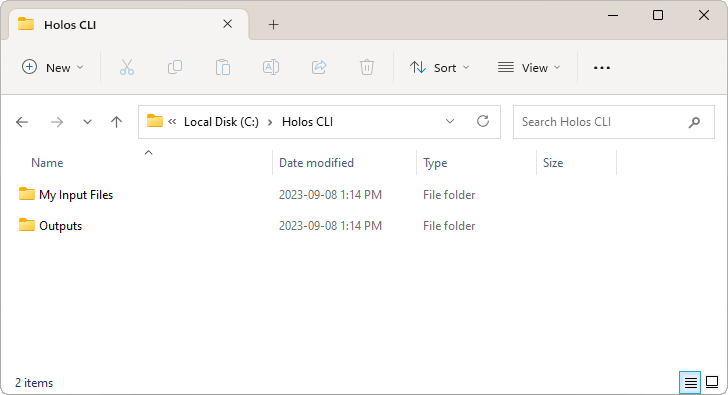 Holos CLI
New Sort View
Local Disk (C:) Holos CLI Search Holos CLI
Name Date modified Type Size
My Input Files 2023-09-08 1:14 PM File folder
Outputs 2023-09-08 1:14 PM File folder
2 items